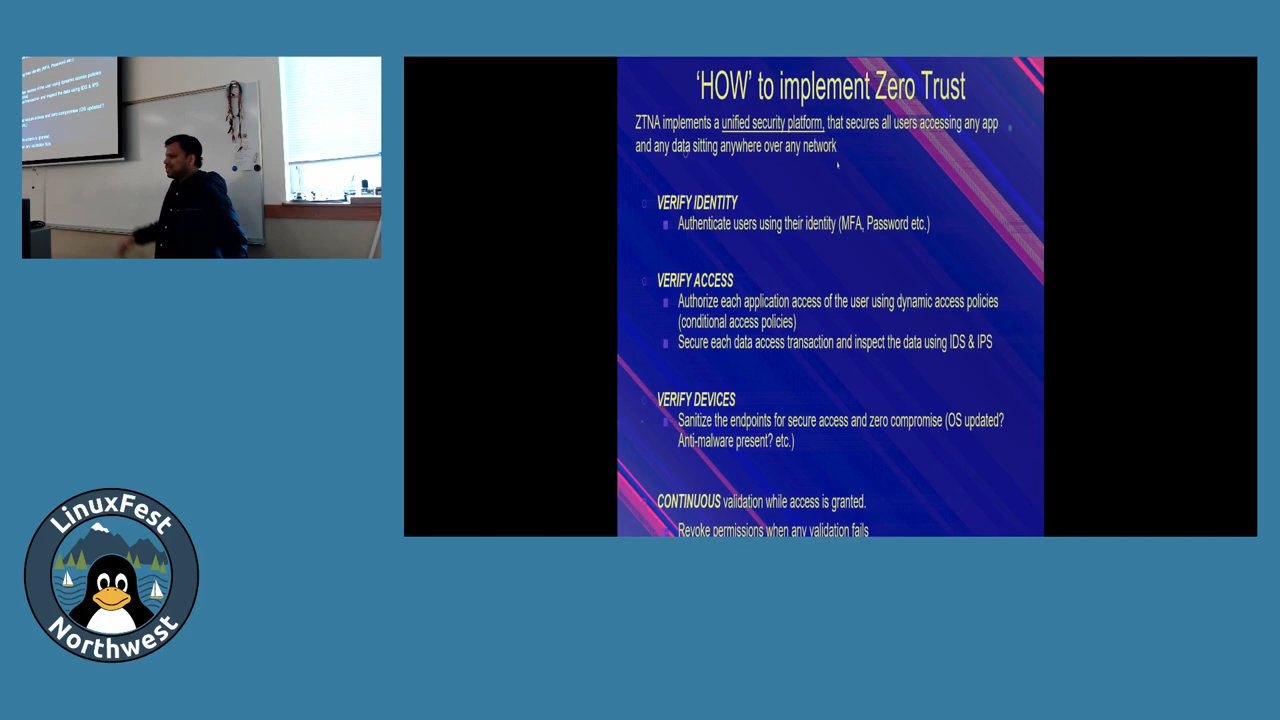 'HOW' to implement Zero Trust
ZTNA implements a unified security platform, that secures all users accessing any app
and any data sitting anywhere over any network
VERIFY IDENTITY
Authenticate users using their identity (MFA, Password etc.)
VERIFY ACCESS
Authorize each application access of the user using dynamic access policies
(conditional access policies)
Secure each data access transaction and inspect the data using IDS & IPS
VERIFY DEVICES
Sanitize the endpoints for secure access and zero compromise (OS updated?
Anti-malware present? etc.)
CONTINUOUS validation while access is granted.
Revoke permissions when any validation fails
LinuxFest
Northwest